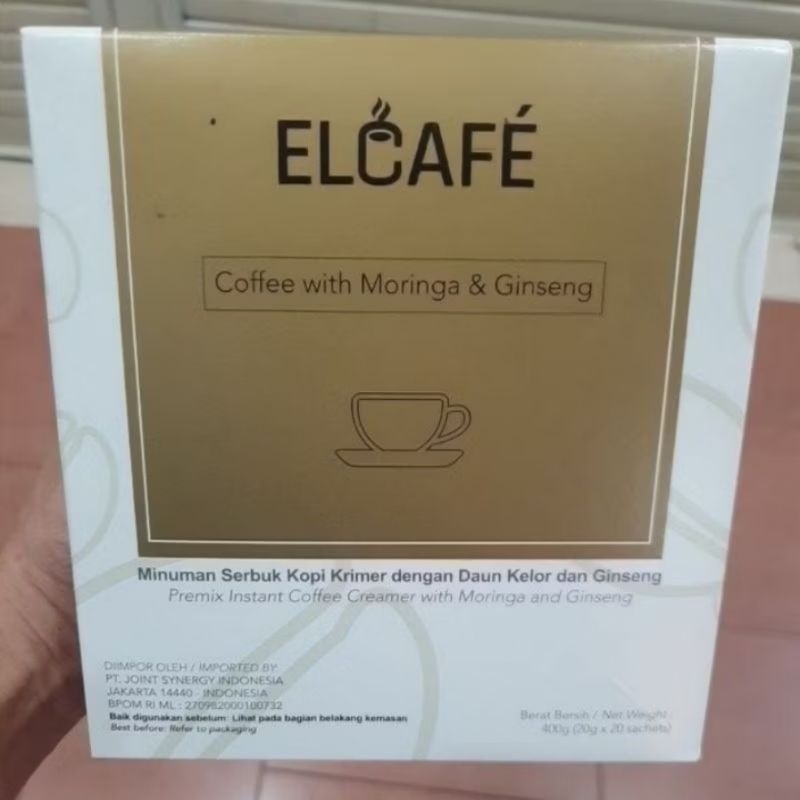 ELCAFÉ
Coffee with Moringa & Ginseng
Minuman Serbuk Kopi Krimer dengan Daun Kelor dan Ginseng
Premix Instant Coffee Creamer with Moringa and Ginseng
DIIMPOR OLEH / IMPORTED BY:
PT. JOINT SYNERGY INDONESIA
JAKARTA 14440 - INDONESIA
BPOM RI ML : 270982000100732
Baik digunakan sebelum: Lihat pada bagian belakang kemasan
Best before: Refer to packaging
Berat Bersih / Net Weight :
400g (20g x 20 sachets)